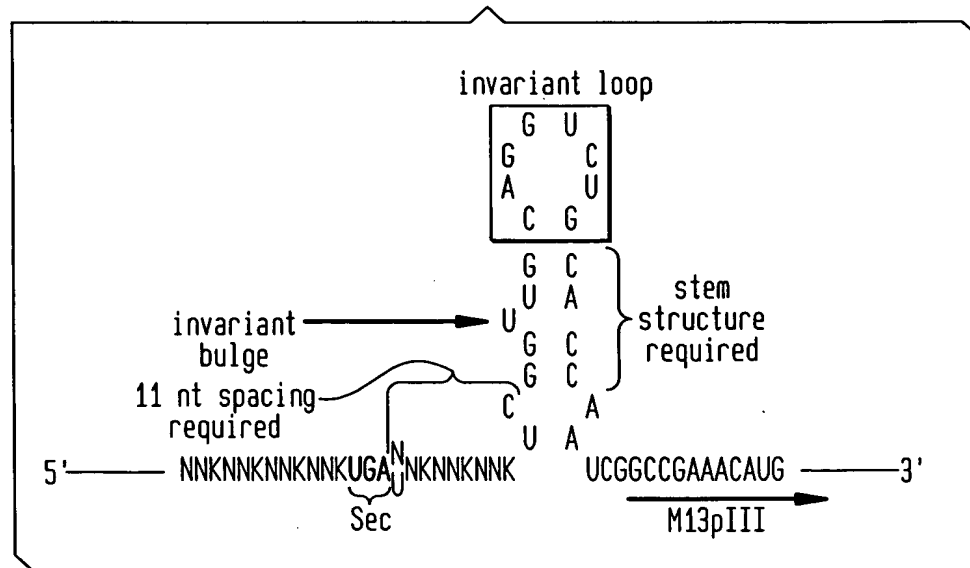 invariant loop
G U
G C
A U
C G
G C
U A
U
G C
G C
C A
U A
invariant
bulge
stem
structure
required
11 nt spacing
required
N
5' NNKNNKNNKNNKUGA NKNNKNNK UCGGCCGAAACAUG 3'
U
Sec
M13pIII